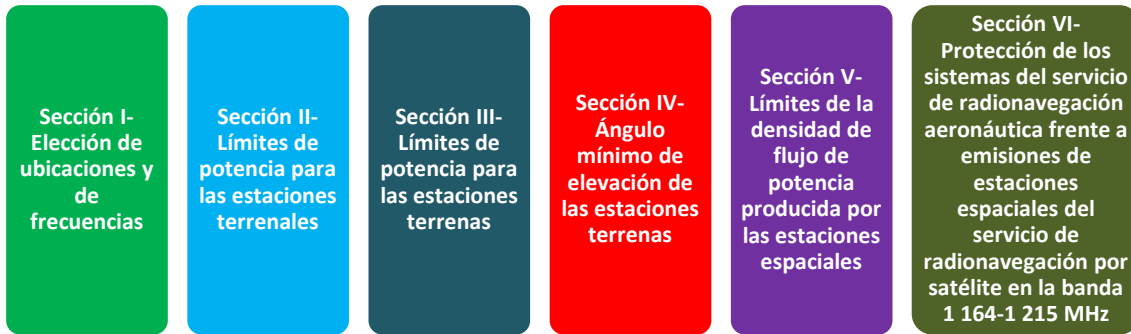 Sección I-
Elección de
ubicaciones y
de
frecuencias
Sección II-
Límites de
potencia para
las estaciones
terrenales
Sección III-
Límites de
potencia para
las estaciones
terrenas
Sección IV-
Ángulo
mínimo de
elevación de
las estaciones
terrenas
Sección V-
Límites de la
densidad de
flujo de
potencia
producida por
las estaciones
espaciales
Sección VI-
Protección de los
sistemas del servicio
de radionavegación
aeronáutica frente a
emisiones de
estaciones
espaciales del
servicio de
radionavegación por
satélite en la banda
1 164-1 215 MHz